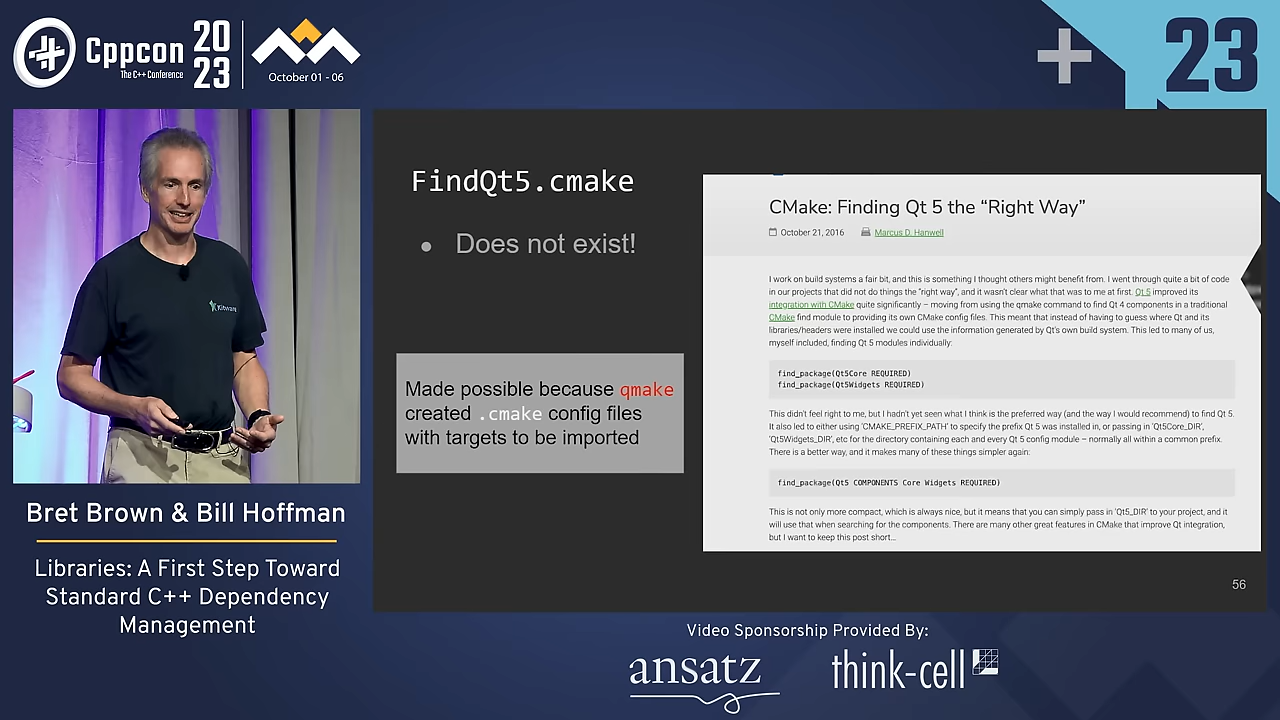 Cppcon
The C++ Conference
20
23
October 01 - 06
23
Kitware
FindQt5.cmake
● Does not exist!
Made possible because qmake
created .cmake config files
with targets to be imported
CMake: Finding Qt 5 the “Right Way”
October 21, 2016 Marcus D. Hanwell
I work on build systems a fair bit, and this is something I thought others might benefit from. I went through quite a bit of code
in our projects that did not do things the “right way”, and it wasn’t clear what that was to me at first. Qt 5 improved its
integration with CMake quite significantly – moving from using the qmake command to find Qt 4 components in a traditional
CMake find module to providing its own CMake config files. This meant that instead of having to guess where Qt and its
libraries/headers were installed we could use the information generated by Qt’s own build system. This led to many of us,
myself included, finding Qt 5 modules individually:
find_package(Qt5Core REQUIRED)
find_package(Qt5Widgets REQUIRED)
This didn’t feel right to me, but I hadn’t yet seen what I think is the preferred way (and the way I would recommend) to find Qt 5.
It also led to either using ‘CMAKE_PREFIX_PATH’ to specify the prefix Qt 5 was installed in, or passing in ‘Qt5Core_DIR’,
‘Qt5Widgets_DIR’, etc for the directory containing each and every Qt 5 config module – normally all within a common prefix.
There is a better way, and it makes many of these things simpler again:
find_package(Qt5 COMPONENTS Core Widgets REQUIRED)
This is not only more compact, which is always nice, but it means that you can simply pass in ‘Qt5_DIR’ to your project, and it
will use that when searching for the components. There are many other great features in CMake that improve Qt integration,
but I want to keep this post short…
56
Bret Brown & Bill Hoffman
Libraries: A First Step Toward
Standard C++ Dependency
Management
Video Sponsorship Provided By:
ansatz
think-cell